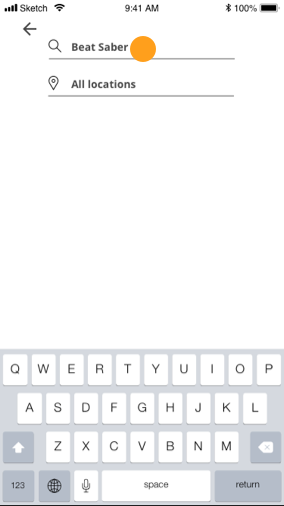 Sketch 9:41 AM 100%
Beat Saber
All locations
Q W E R T Y U I O P
A S D F G H J K L
Z X C V B N M
123 space return